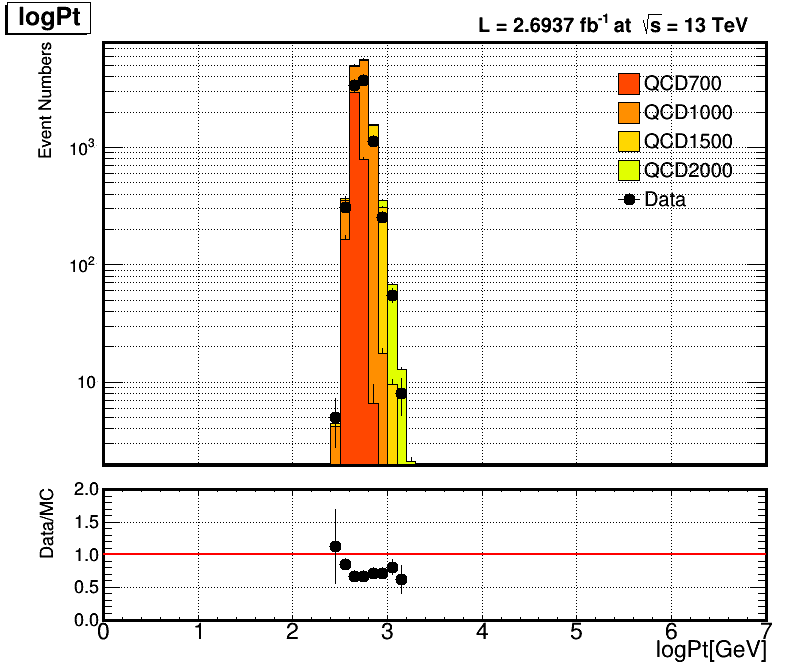 logPt
L = 2.6937 fb⁻¹ at √s = 13 TeV
Event Numbers
10³
10²
10
QCD700
QCD1000
QCD1500
QCD2000
Data
Data/MC
2.0
1.5
1.0
0.5
0.0
0 1 2 3 4 5 6 7
logPt[GeV]